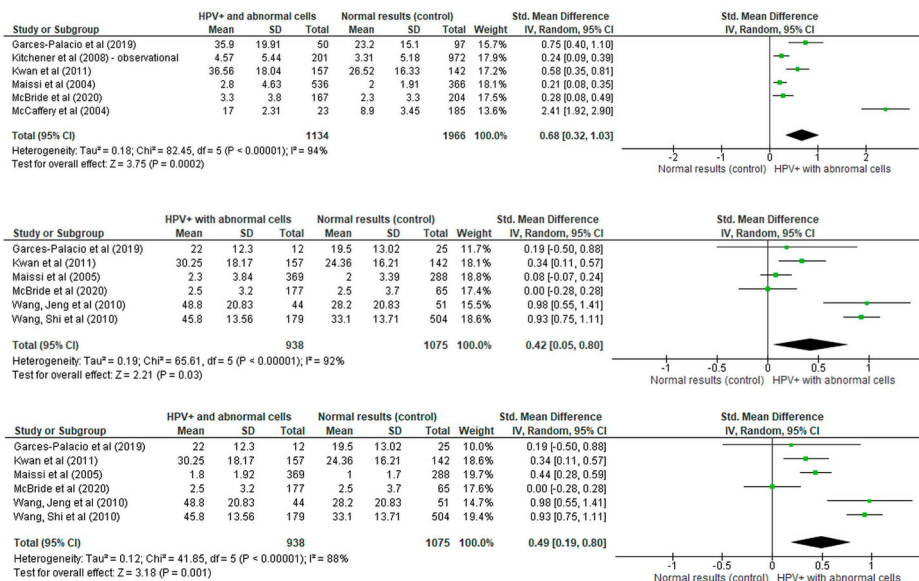 HPV+ and abnormal cells Normal results (control) Std. Mean Difference Std. Mean Difference
Study or Subgroup Mean SD Total Mean SD Total Weight IV, Random, 95% CI IV, Random, 95% CI
Garces-Palacio et al (2019) 35.9 19.91 50 23.2 15.1 97 15.7% 0.75 [0.40, 1.10]
Kitchener et al (2008) - observational 4.57 5.44 201 3.31 5.18 972 18.1% 0.24 [0.09, 0.39]
Kwan et al (2011) 36.56 18.04 157 26.52 16.33 142 17.3% 0.58 [0.35, 0.81]
Maissi et al (2004) 2.8 4.63 536 2 1.91 366 18.1% 0.21 [0.08, 0.35]
McBride et al (2020) 3.3 3.8 167 2.3 3.3 204 17.6% 0.28 [0.08, 0.49]
McCaffery et al (2004) 17 2.31 23 8.9 3.45 185 13.1% 2.41 [1.92, 2.90]
Total (95% CI) 1134 1966 100.0% 0.68 [0.32, 1.03]
Heterogeneity: Tau² = 0.18; Chi² = 82.45, df = 5 (P < 0.00001); I² = 94%
Test for overall effect: Z = 3.75 (P = 0.0002)
-2 -1 0 1 2
Normal results (control) HPV+ with abnromal cells
HPV+ with abnormal cells Normal results (control) Std. Mean Difference Std. Mean Difference
Study or Subgroup Mean SD Total Mean SD Total Weight IV, Random, 95% CI IV, Random, 95% CI
Garces-Palacio et al (2019) 22 12.3 12 19.5 13.02 25 11.7% 0.19 [-0.50, 0.88]
Kwan et al (2011) 30.25 18.17 157 24.36 16.21 142 18.1% 0.34 [0.11, 0.57]
Maissi et al (2005) 2.3 3.84 369 2 3.39 288 18.8% 0.08 [-0.07, 0.24]
McBride et al (2020) 2.5 3.2 177 2.5 3.7 65 17.4% 0.00 [-0.28, 0.28]
Wang, Jeng et al (2010) 48.8 20.83 44 28.2 20.83 51 15.5% 0.98 [0.55, 1.41]
Wang, Shi et al (2010) 45.8 13.56 179 33.1 13.71 504 18.6% 0.93 [0.75, 1.11]
Total (95% CI) 938 1075 100.0% 0.42 [0.05, 0.80]
Heterogeneity: Tau² = 0.19; Chi² = 65.61, df = 5 (P < 0.00001); I² = 92%
Test for overall effect: Z = 2.21 (P = 0.03)
-1 -0.5 0 0.5 1
Normal results (control) HPV+ with abnormal cells
HPV+ and abnormal cells Normal results (control) Std. Mean Difference Std. Mean Difference
Study or Subgroup Mean SD Total Mean SD Total Weight IV, Random, 95% CI IV, Random, 95% CI
Garces-Palacio et al (2019) 22 12.3 12 19.5 13.02 25 10.0% 0.19 [-0.50, 0.88]
Kwan et al (2011) 30.25 18.17 157 24.36 16.21 142 18.6% 0.34 [0.11, 0.57]
Maissi et al (2005) 1.8 1.92 369 1 1.7 288 19.7% 0.44 [0.28, 0.59]
McBride et al (2020) 2.5 3.2 177 2.5 3.7 65 17.6% 0.00 [-0.28, 0.28]
Wang, Jeng et al (2010) 48.8 20.83 44 28.2 20.83 51 14.7% 0.98 [0.55, 1.41]
Wang, Shi et al (2010) 45.8 13.56 179 33.1 13.71 504 19.4% 0.93 [0.75, 1.11]
Total (95% CI) 938 1075 100.0% 0.49 [0.19, 0.80]
Heterogeneity: Tau² = 0.12; Chi² = 41.85, df = 5 (P < 0.00001); I² = 88%
Test for overall effect: Z = 3.18 (P = 0.001)
-1 -0.5 0 0.5 1
Normal results (control) HPV+ with abnormal cells